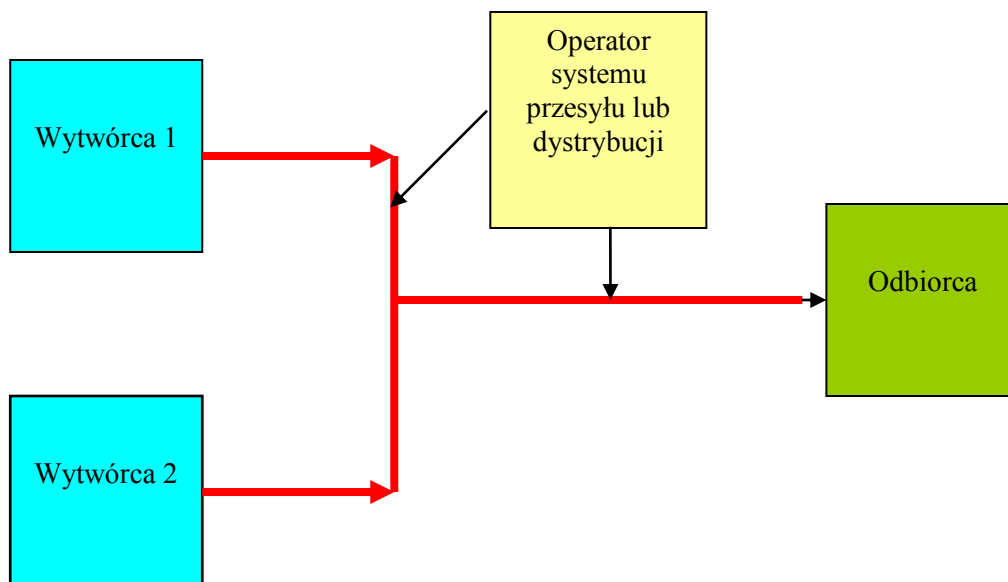 Operator
systemu
przesyłu lub
dystrybucji
Wytwórca 1
Odbiorca
Wytwórca 2